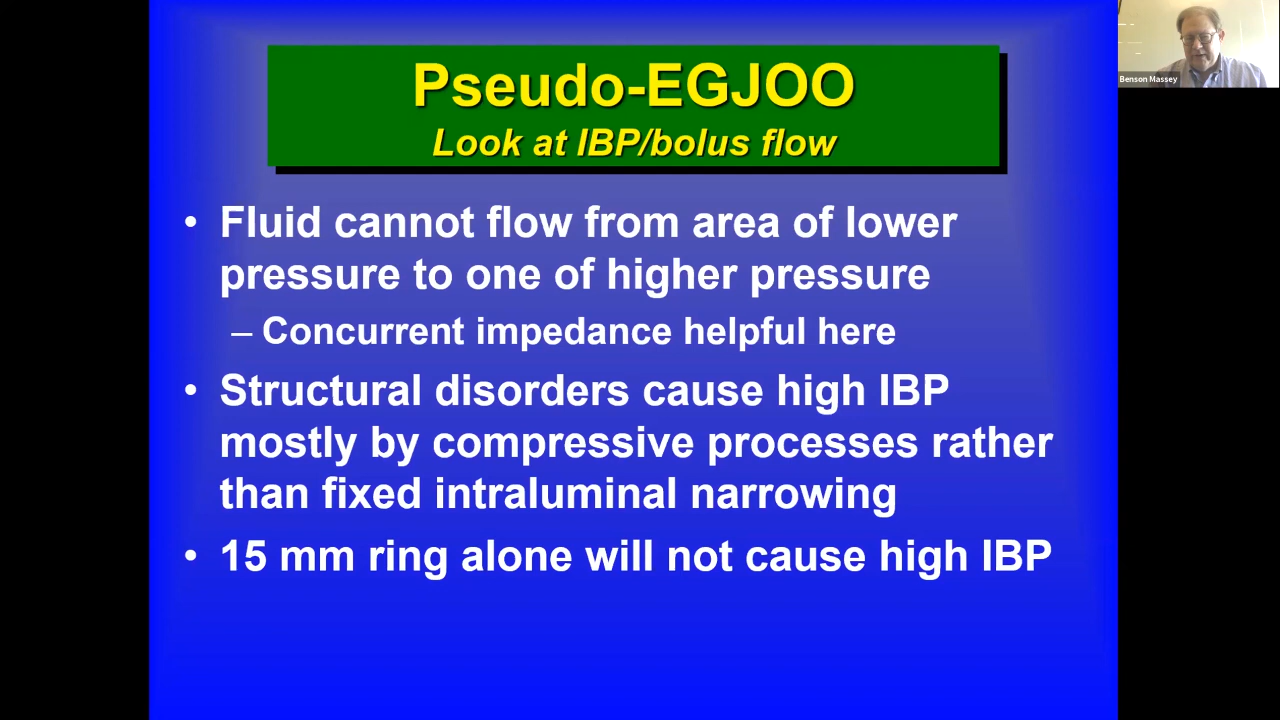 Pseudo-EGJOO
Look at IBP/bolus flow
Benson Massey
• Fluid cannot flow from area of lower
pressure to one of higher pressure
– Concurrent impedance helpful here
• Structural disorders cause high IBP
mostly by compressive processes rather
than fixed intraluminal narrowing
• 15 mm ring alone will not cause high IBP